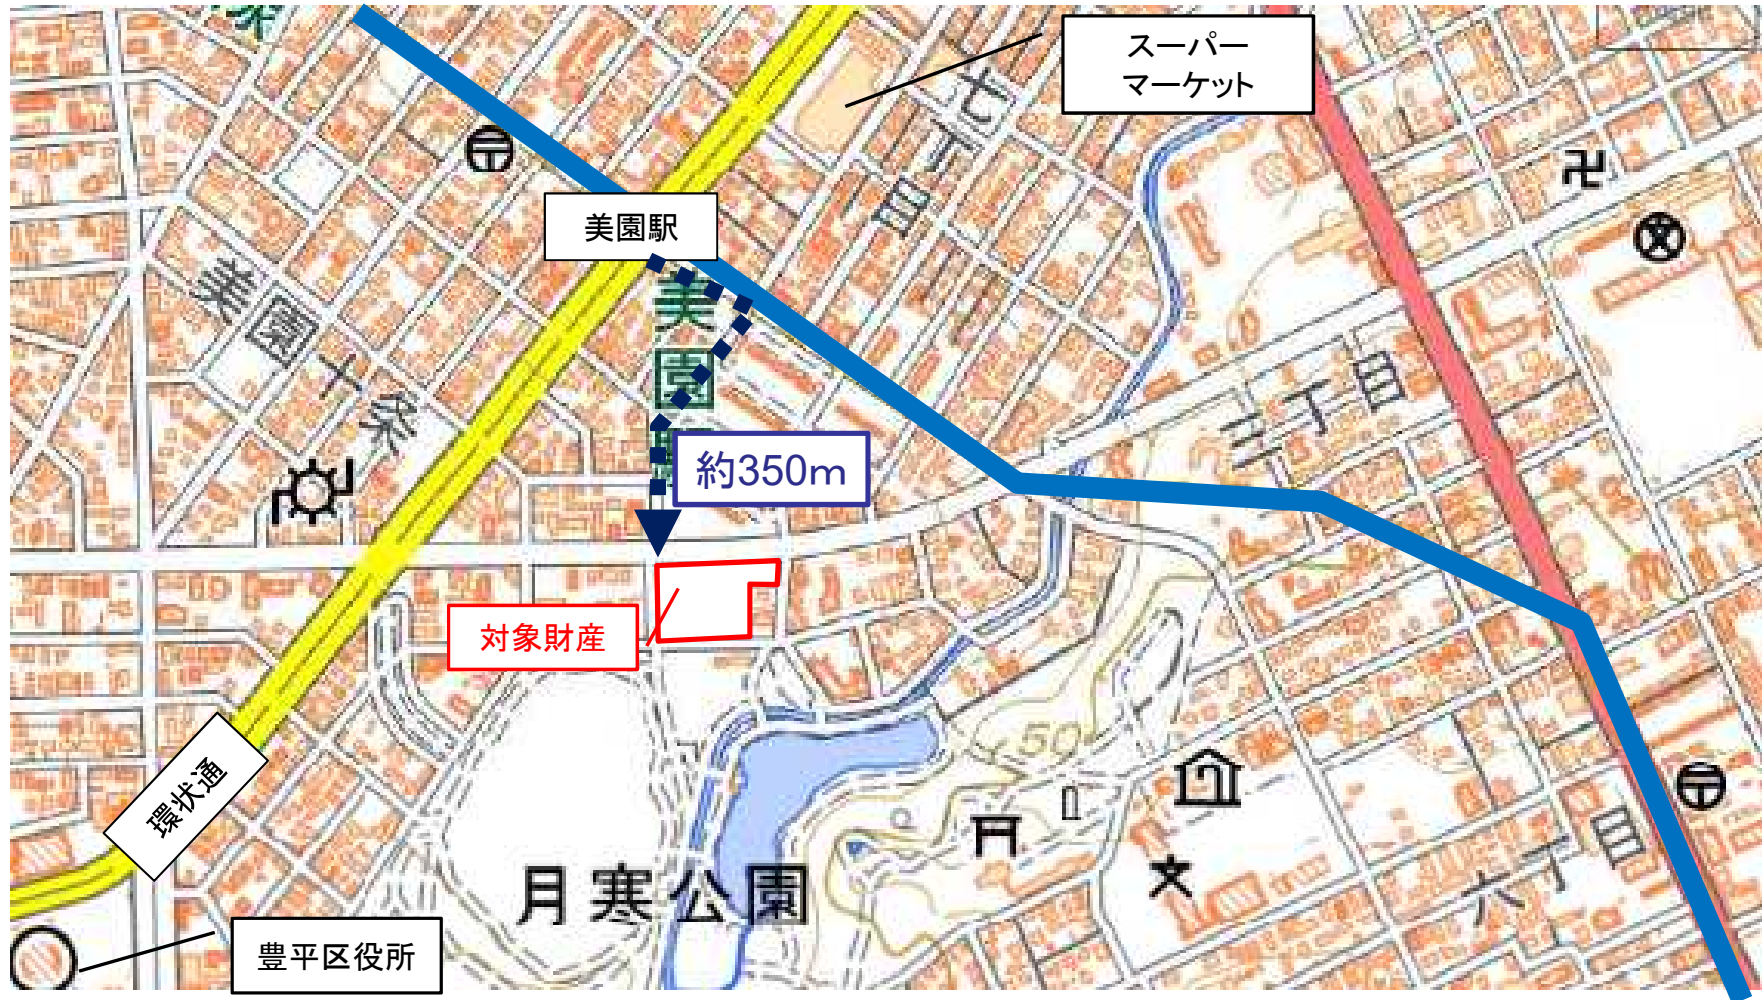 スーパー
マーケット
七丁目
美園駅
美園
美園十条
三丁目
約350m
対象財産
環状通
50
月寒公園
六丁目
豊平区役所